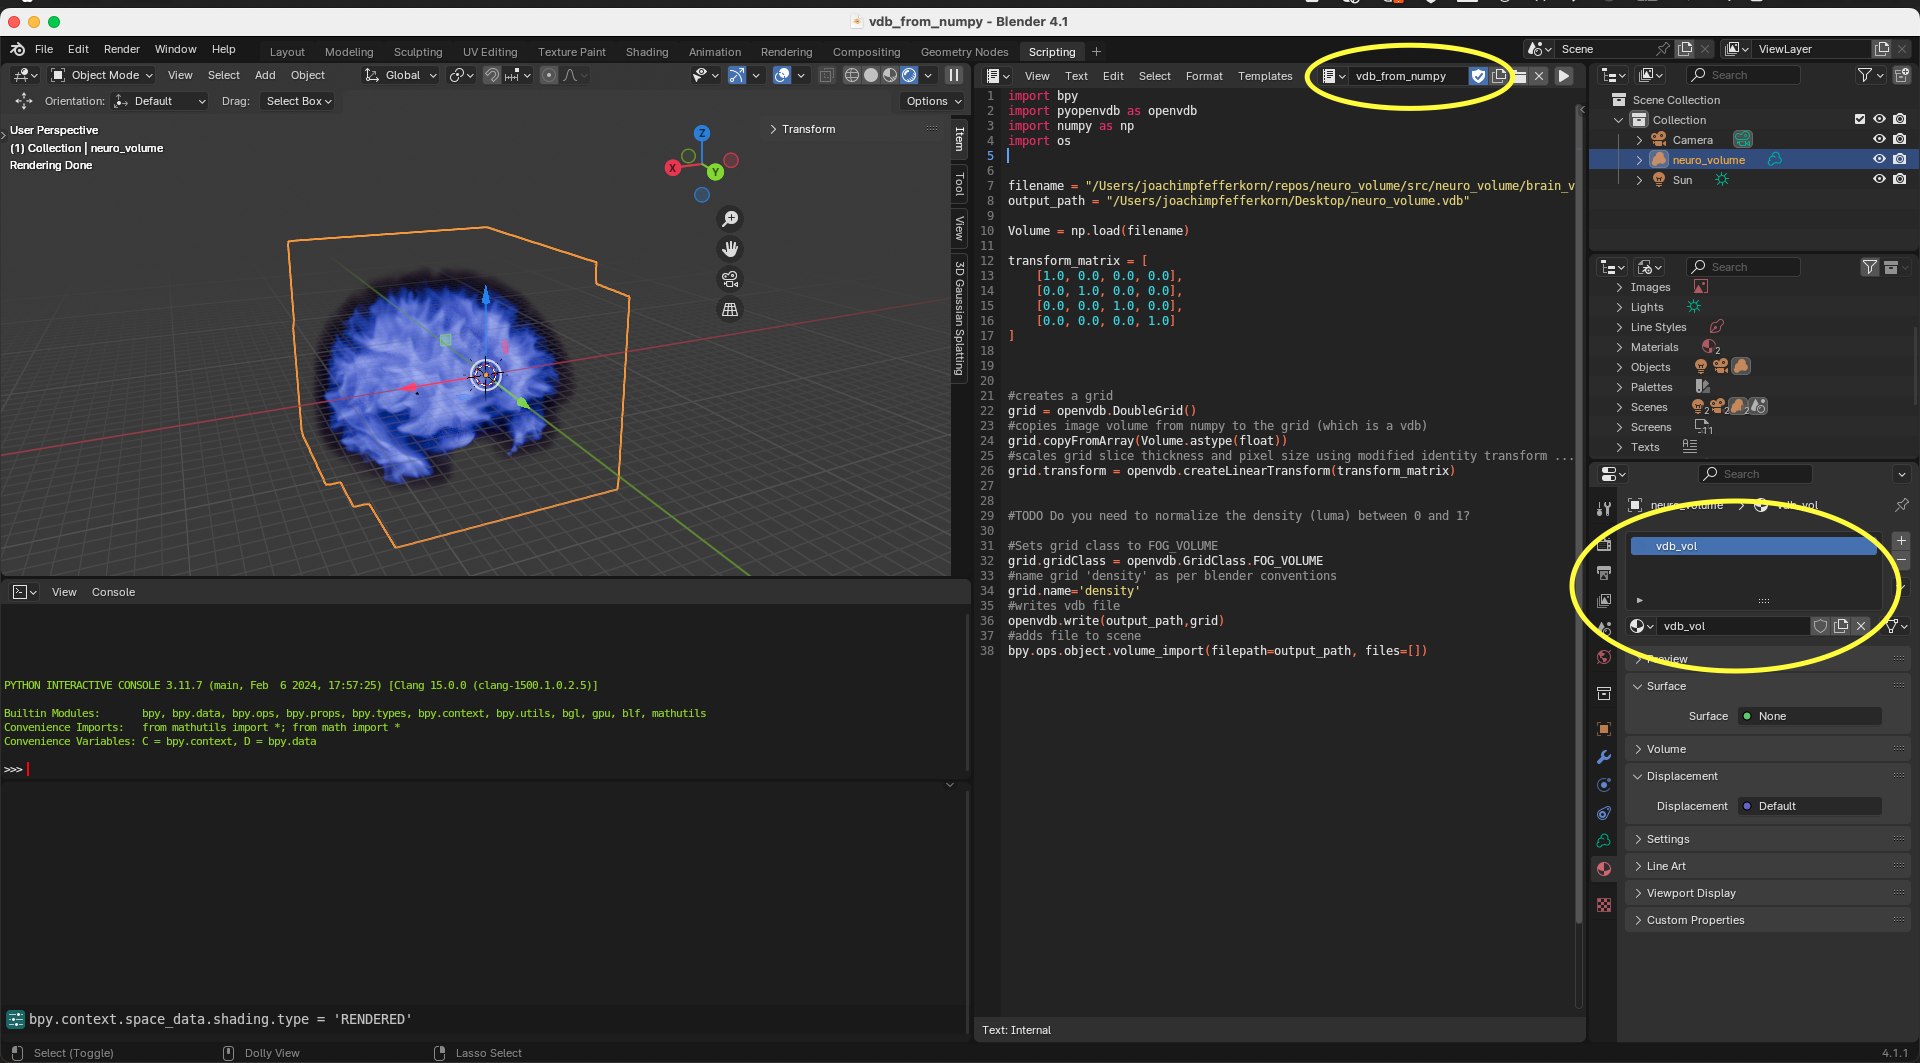 vdb_from_numpy - Blender 4.1
File Edit Render Window Help Layout Modeling Sculpting UV Editing Texture Paint Shading Animation Rendering Compositing Geometry Nodes Scripting + Scene ViewLayer
Object Mode View Select Add Object Global
Orientation: Default Drag: Select Box Options
User Perspective
(1) Collection | neuro_volume
Rendering Done
Transform
Z
X
Y
Item
Tool
View
3D Gaussian Splatting
View Console
PYTHON INTERACTIVE CONSOLE 3.11.7 (main, Feb  6 2024, 17:57:25) [Clang 15.0.0 (clang-1500.1.0.2.5)]
Builtin Modules:       bpy, bpy.data, bpy.ops, bpy.props, bpy.types, bpy.context, bpy.utils, bgl, gpu, blf, mathutils
Convenience Imports:   from mathutils import *; from math import *
Convenience Variables: C = bpy.context, D = bpy.data
>>>
bpy.context.space_data.shading.type = 'RENDERED'
View Text Edit Select Format Templates vdb_from_numpy
1 import bpy
2 import pyopenvdb as openvdb
3 import numpy as np
4 import os
5
6
7 filename = "/Users/joachimpfefferkorn/repos/neuro_volume/src/neuro_volume/brain_v
8 output_path = "/Users/joachimpfefferkorn/Desktop/neuro_volume.vdb"
9
10 Volume = np.load(filename)
11
12 transform_matrix = [
13     [1.0, 0.0, 0.0, 0.0],
14     [0.0, 1.0, 0.0, 0.0],
15     [0.0, 0.0, 1.0, 0.0],
16     [0.0, 0.0, 0.0, 1.0]
17 ]
18
19
20
21 #creates a grid
22 grid = openvdb.DoubleGrid()
23 #copies image volume from numpy to the grid (which is a vdb)
24 grid.copyFromArray(Volume.astype(float))
25 #scales grid slice thickness and pixel size using modified identity transform ...
26 grid.transform = openvdb.createLinearTransform(transform_matrix)
27
28
29 #TODO Do you need to normalize the density (luma) between 0 and 1?
30
31 #Sets grid class to FOG_VOLUME
32 grid.gridClass = openvdb.GridClass.FOG_VOLUME
33 #name grid 'density' as per blender conventions
34 grid.name='density'
35 #writes vdb file
36 openvdb.write(output_path,grid)
37 #adds file to scene
38 bpy.ops.object.volume_import(filepath=output_path, files=[])
Text: Internal
Search
Scene Collection
Collection
Camera
neuro_volume
Sun
Search
Images
Lights
Line Styles
Materials 2
Objects
Palettes
Scenes 2 2 2
Screens 11
Texts
Search
neuro_volume vdb_vol
vdb_vol
vdb_vol
Preview
Surface
Surface None
Volume
Displacement
Displacement Default
Settings
Line Art
Viewport Display
Custom Properties
Select (Toggle) Dolly View Lasso Select 4.1.1